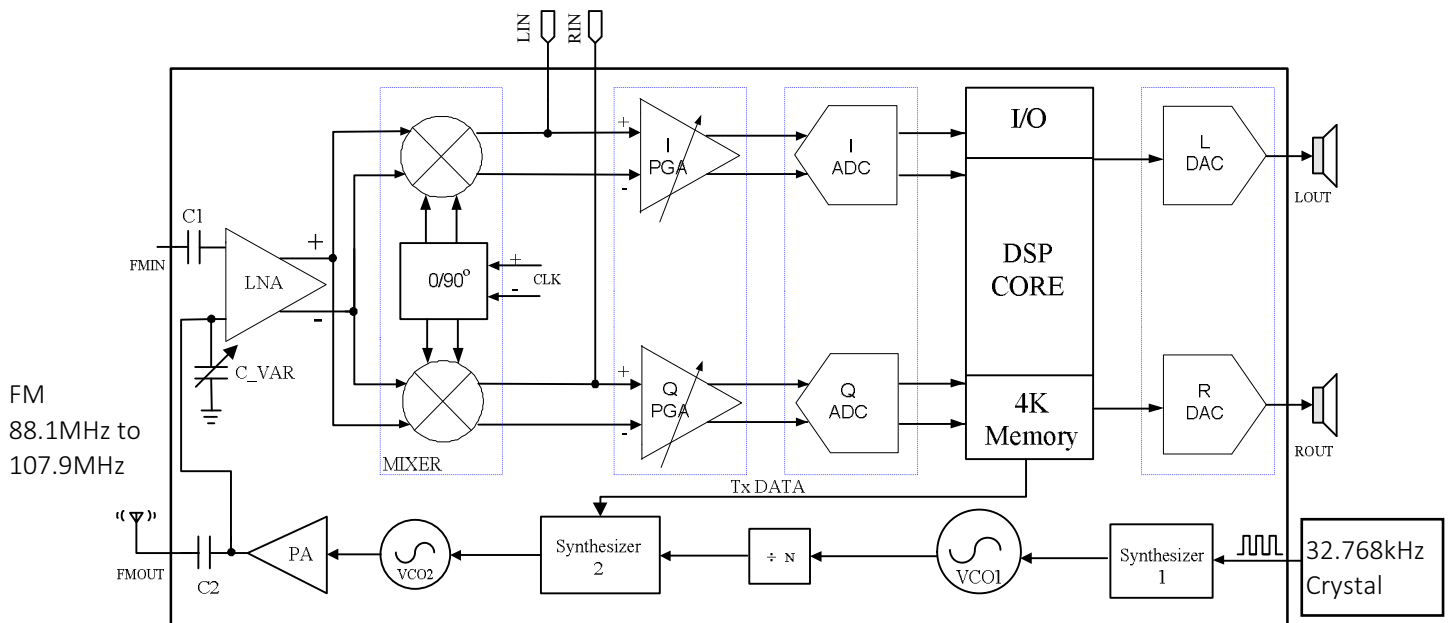 LIN
RIN
I/O
+
I
PGA
-
I
ADC
L
DAC
LOUT
DSP
CORE
C1
FMIN
LNA
+
-
0/90°
+
CLK
-
C_VAR
FM
88.1MHz to
107.9MHz
+
Q
PGA
-
Q
ADC
4K
Memory
R
DAC
ROUT
MIXER
Tx DATA
FMOUT
C2
PA
VCO2
Synthesizer
2
÷ N
VCO1
Synthesizer
1
32.768kHz
Crystal